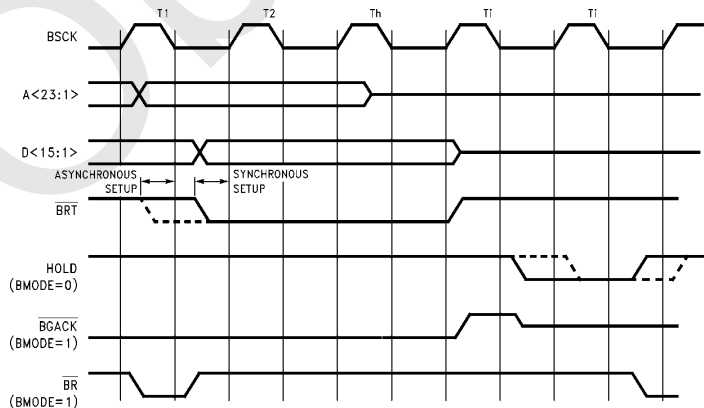 T1 T2 Th Ti Ti
BSCK
A<23:1>
D<15:1>
ASYNCHRONOUS SETUP
SYNCHRONOUS SETUP
BRT
HOLD
(BMODE=0)
BGACK
(BMODE=1)
BR
(BMODE=1)